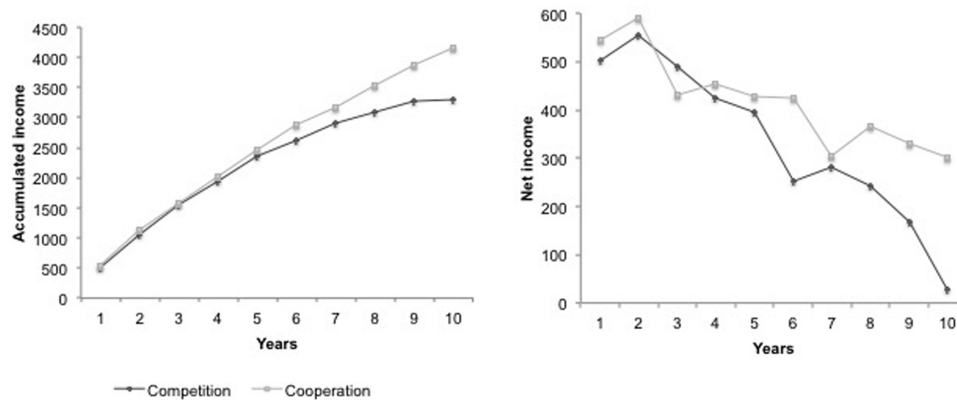 Accumulated income
4500
4000
3500
3000
2500
2000
1500
1000
500
0
1 2 3 4 5 6 7 8 9 10
Years
Net income
600
500
400
300
200
100
0
1 2 3 4 5 6 7 8 9 10
Years
Competition Cooperation